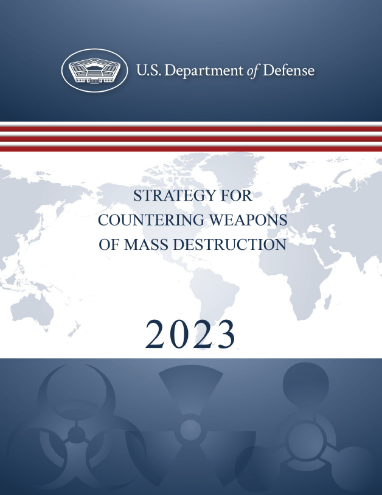 U.S. Department of Defense
STRATEGY FOR
COUNTERING WEAPONS
OF MASS DESTRUCTION
2023